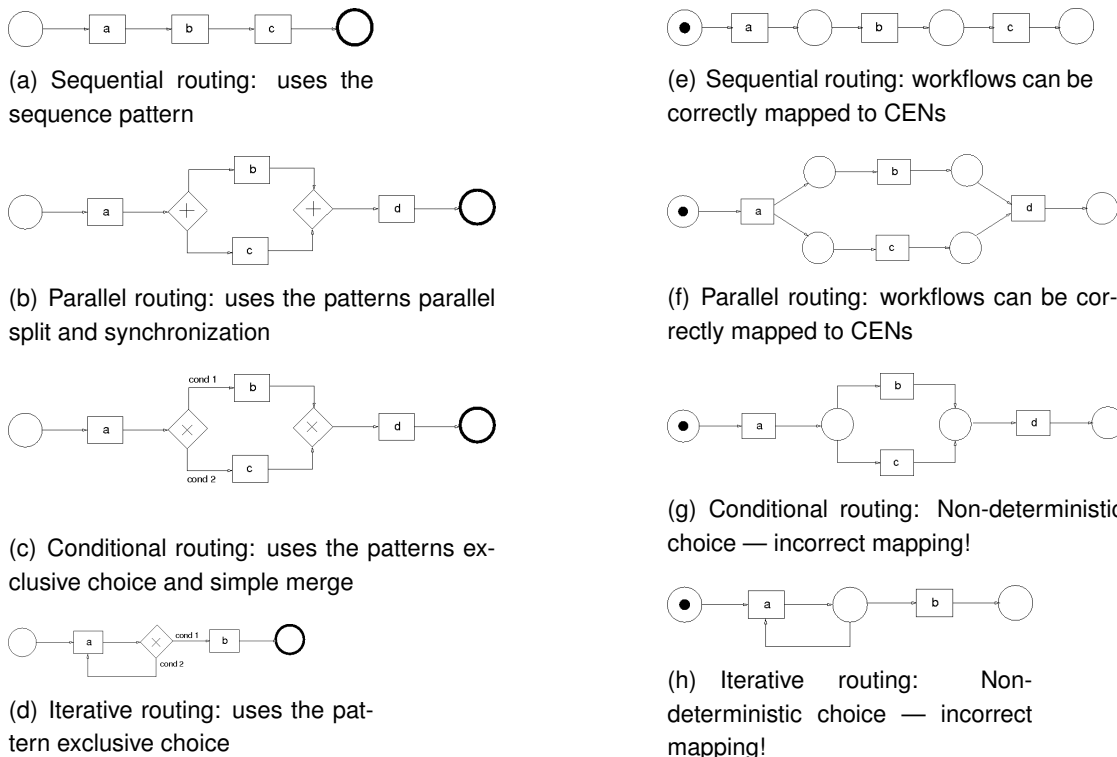 a b c
(a) Sequential routing: uses the
sequence pattern
b
a d
c
(b) Parallel routing: uses the patterns parallel
split and synchronization
cond 1
b
a d
c
cond 2
(c) Conditional routing: uses the patterns ex-
clusive choice and simple merge
a cond 1 b
cond 2
(d) Iterative routing: uses the pat-
tern exclusive choice
a b c
(e) Sequential routing: workflows can be
correctly mapped to CENs
b
a d
c
(f) Parallel routing: workflows can be cor-
rectly mapped to CENs
b
a d
c
(g) Conditional routing: Non-deterministic
choice — incorrect mapping!
a b
(h) Iterative routing: Non-
deterministic choice — incorrect
mapping!